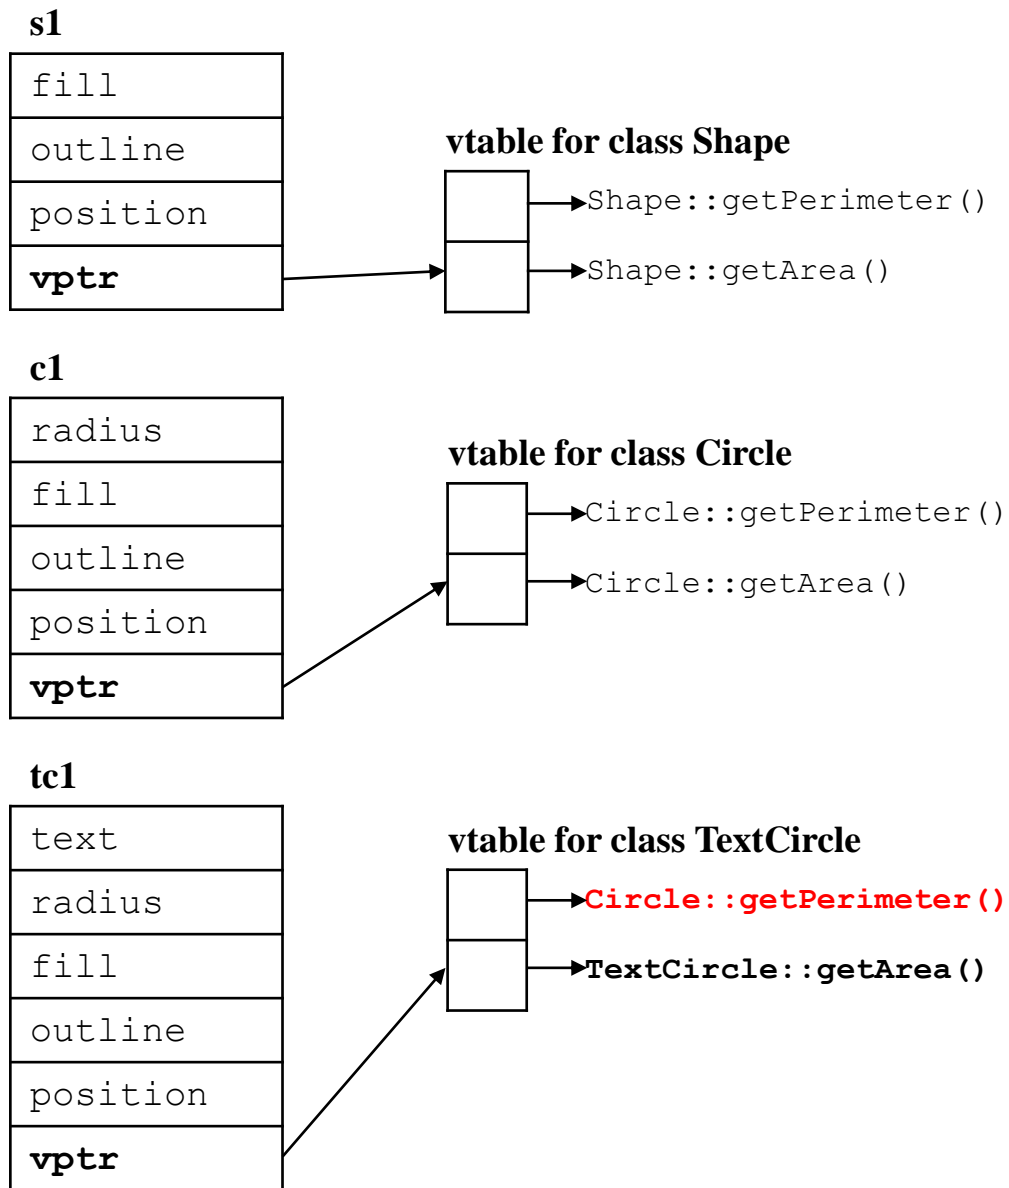 s1
fill
outline
position
vptr
vtable for class Shape
Shape::getPerimeter()
Shape::getArea()
c1
radius
fill
outline
position
vptr
vtable for class Circle
Circle::getPerimeter()
Circle::getArea()
tc1
text
radius
fill
outline
position
vptr
vtable for class TextCircle
Circle::getPerimeter()
TextCircle::getArea()